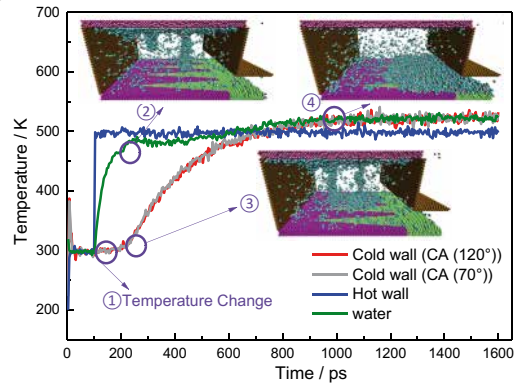 700
600
500
400
300
200
Temperature / K
②
④
③
①Temperature Change
Cold wall (CA (120°))
Cold wall (CA (70°))
Hot wall
water
0 200 400 600 800 1000 1200 1400 1600
Time / ps